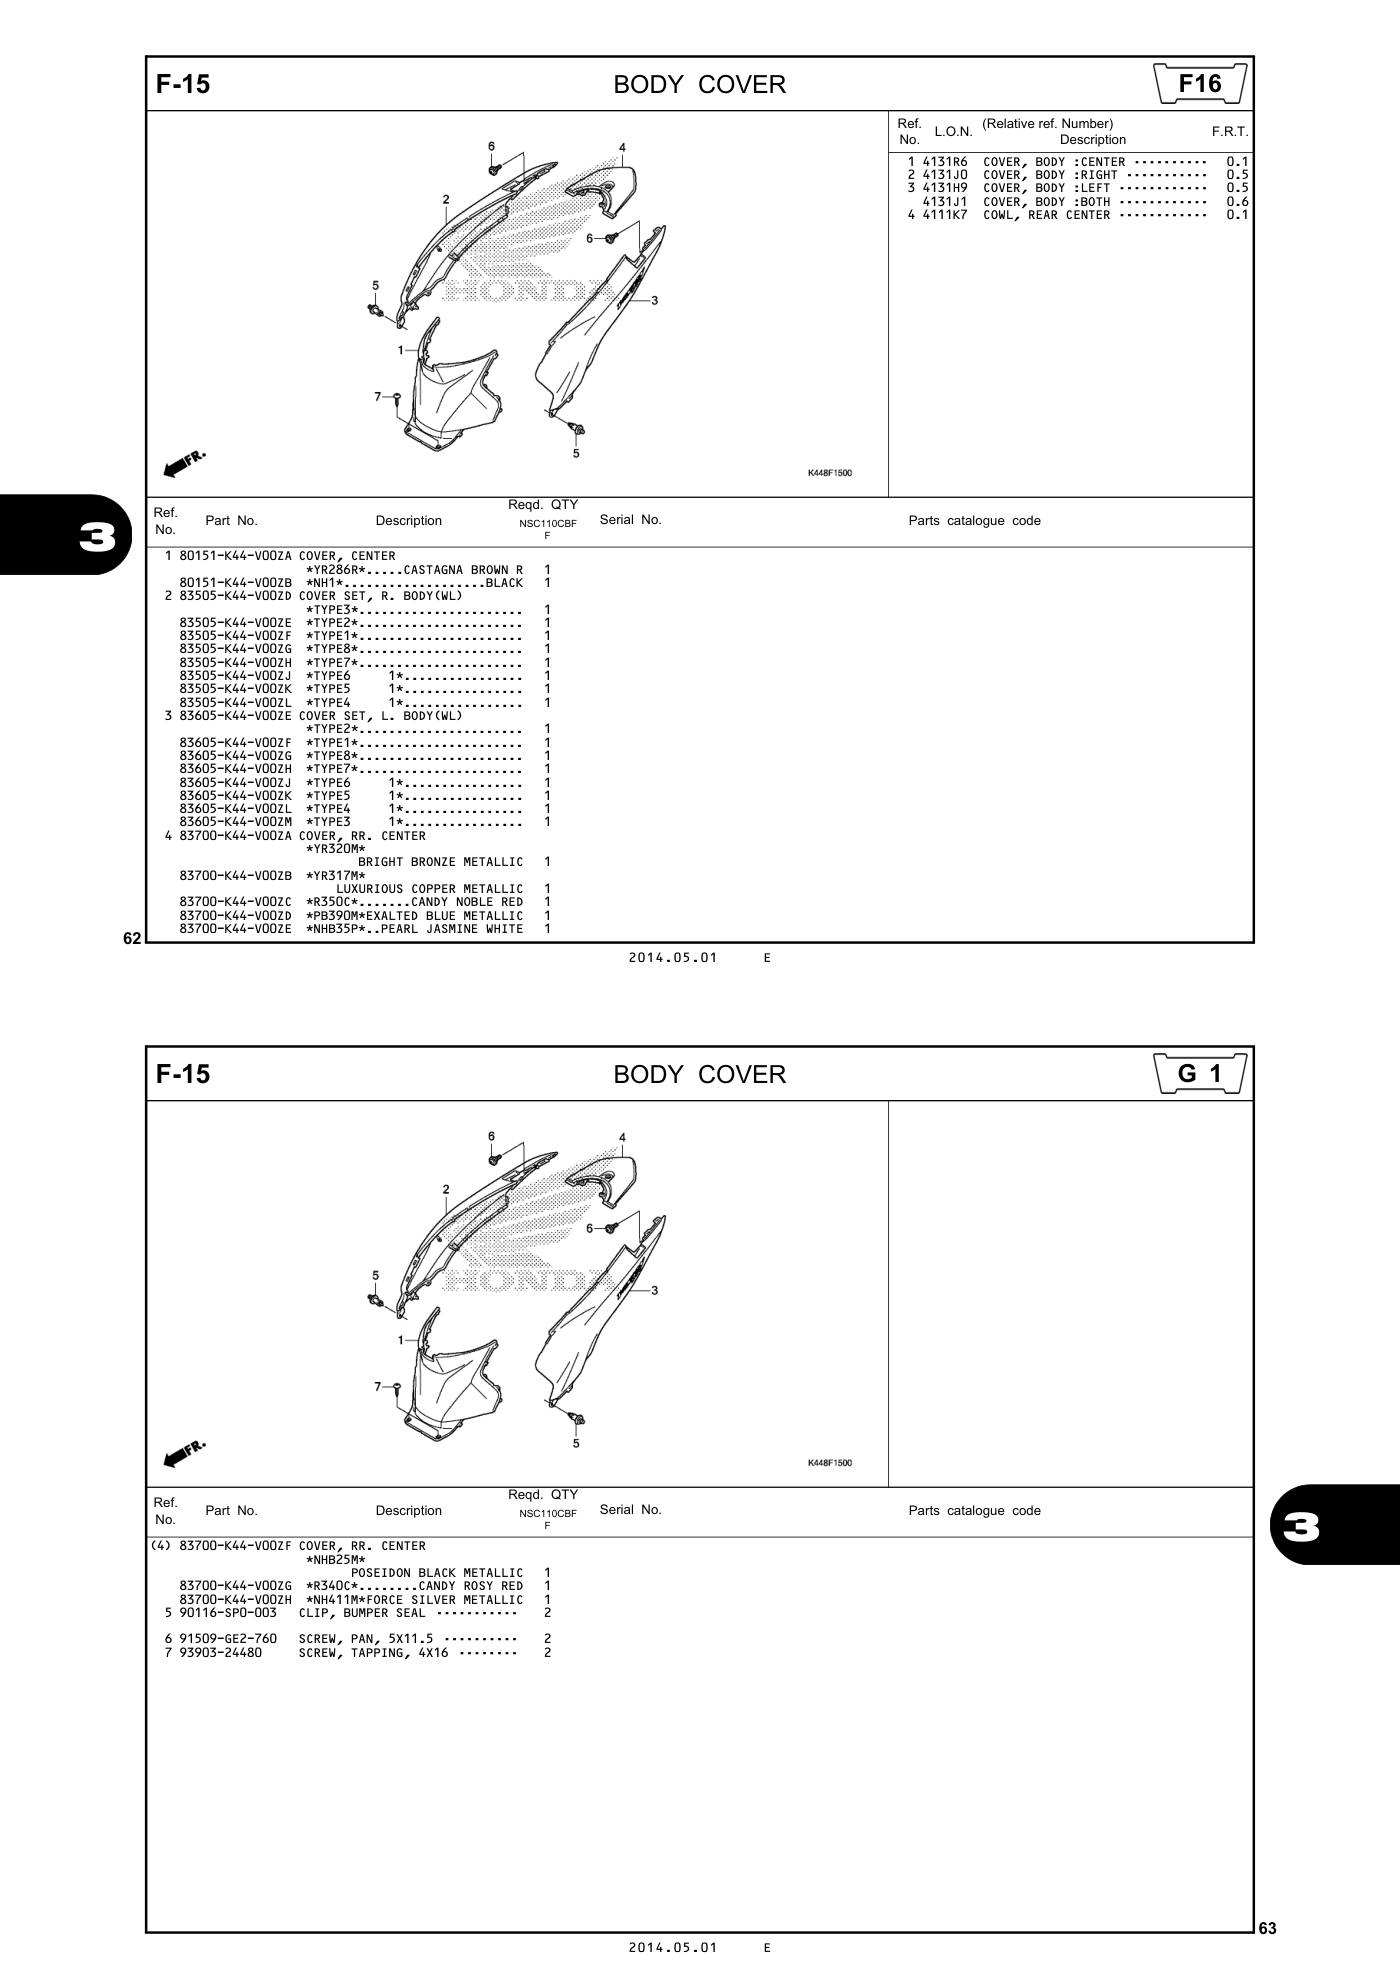 F-15 BODY COVER F16
Ref. No. L.O.N. (Relative ref. Number) Description F.R.T.
1 4131R6 COVER, BODY :CENTER ---------- 0.1
2 4131J0 COVER, BODY :RIGHT ----------- 0.5
3 4131H9 COVER, BODY :LEFT ------------ 0.5
4131J1 COVER, BODY :BOTH ------------ 0.6
4 4111K7 COWL, REAR CENTER ------------ 0.1
6
4
2
6
5
3
1
7
5
HONDA
FR.
K448F1500
3
Ref. No. Part No. Description Reqd. QTY NSC110CBF F Serial No. Parts catalogue code
1 80151-K44-V00ZA COVER, CENTER
*YR286R*.....CASTAGNA BROWN R 1
80151-K44-V00ZB *NH1*...................BLACK 1
2 83505-K44-V00ZD COVER SET, R. BODY(WL)
*TYPE3*...................... 1
83505-K44-V00ZE *TYPE2*...................... 1
83505-K44-V00ZF *TYPE1*...................... 1
83505-K44-V00ZG *TYPE8*...................... 1
83505-K44-V00ZH *TYPE7*...................... 1
83505-K44-V00ZJ *TYPE6 1*................ 1
83505-K44-V00ZK *TYPE5 1*................ 1
83505-K44-V00ZL *TYPE4 1*................ 1
3 83605-K44-V00ZE COVER SET, L. BODY(WL)
*TYPE2*...................... 1
83605-K44-V00ZF *TYPE1*...................... 1
83605-K44-V00ZG *TYPE8*...................... 1
83605-K44-V00ZH *TYPE7*...................... 1
83605-K44-V00ZJ *TYPE6 1*................ 1
83605-K44-V00ZK *TYPE5 1*................ 1
83605-K44-V00ZL *TYPE4 1*................ 1
83605-K44-V00ZM *TYPE3 1*................ 1
4 83700-K44-V00ZA COVER, RR. CENTER
*YR320M*
BRIGHT BRONZE METALLIC 1
83700-K44-V00ZB *YR317M*
LUXURIOUS COPPER METALLIC 1
83700-K44-V00ZC *R350C*.......CANDY NOBLE RED 1
83700-K44-V00ZD *PB390M*EXALTED BLUE METALLIC 1
83700-K44-V00ZE *NHB35P*..PEARL JASMINE WHITE 1
62
2014.05.01 E
F-15 BODY COVER G 1
6
4
2
6
5
3
1
7
5
HONDA
FR.
K448F1500
3
Ref. No. Part No. Description Reqd. QTY NSC110CBF F Serial No. Parts catalogue code
(4) 83700-K44-V00ZF COVER, RR. CENTER
*NHB25M*
POSEIDON BLACK METALLIC 1
83700-K44-V00ZG *R340C*........CANDY ROSY RED 1
83700-K44-V00ZH *NH411M*FORCE SILVER METALLIC 1
5 90116-SP0-003 CLIP, BUMPER SEAL ----------- 2
6 91509-GE2-760 SCREW, PAN, 5X11.5 ---------- 2
7 93903-24480 SCREW, TAPPING, 4X16 -------- 2
63
2014.05.01 E